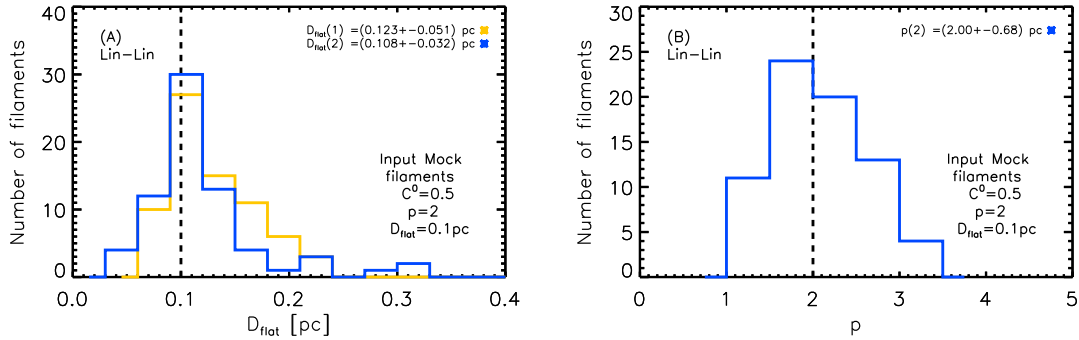 (A)
Lin-Lin
D_flat(1) =(0.123+-0.051) pc
D_flat(2) =(0.108+-0.032) pc
Input Mock
filaments
C^0=0.5
p=2
D_flat=0.1pc
Number of filaments
40
30
20
10
0
0.0 0.1 0.2 0.3 0.4
D_flat [pc]
(B)
Lin-Lin
p(2) =(2.00+-0.68) pc
Input Mock
filaments
C^0=0.5
p=2
D_flat=0.1pc
Number of filaments
30
25
20
15
10
5
0
0 1 2 3 4 5
p